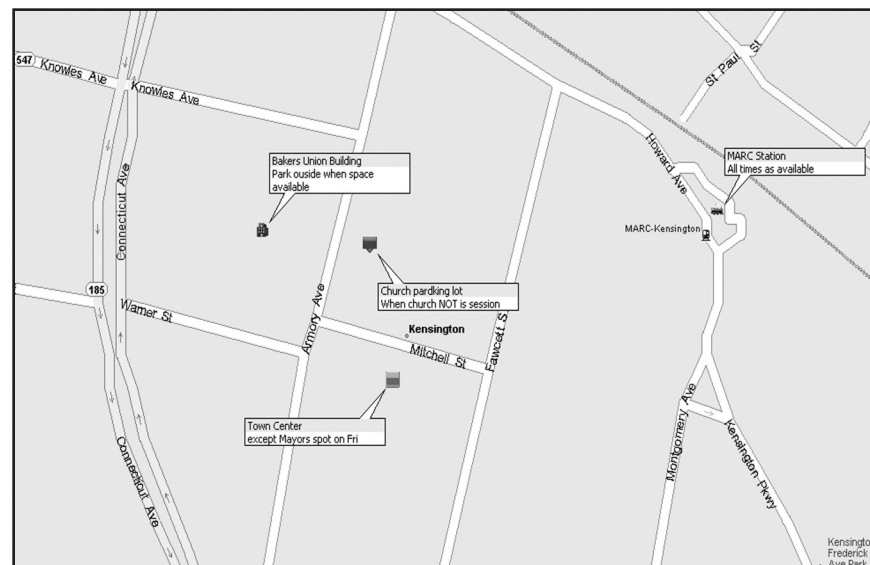 547
Knowles Ave
Knowles Ave
St Paul St
Howard Ave
MARC Station
All times as available
Bakers Union Building
Park ouside when space
available
Connecticut Ave
MARC-Kensington
Church pardking lot
When church NOT is session
185
Warner St
Armory Ave
Kensington
Mitchell St
Fawcett S
Town Center
except Mayors spot on Fri
Montgomery Ave
Kensington Pkwy
Connecticut Ave
Kensingto
Frederick
Ave Park